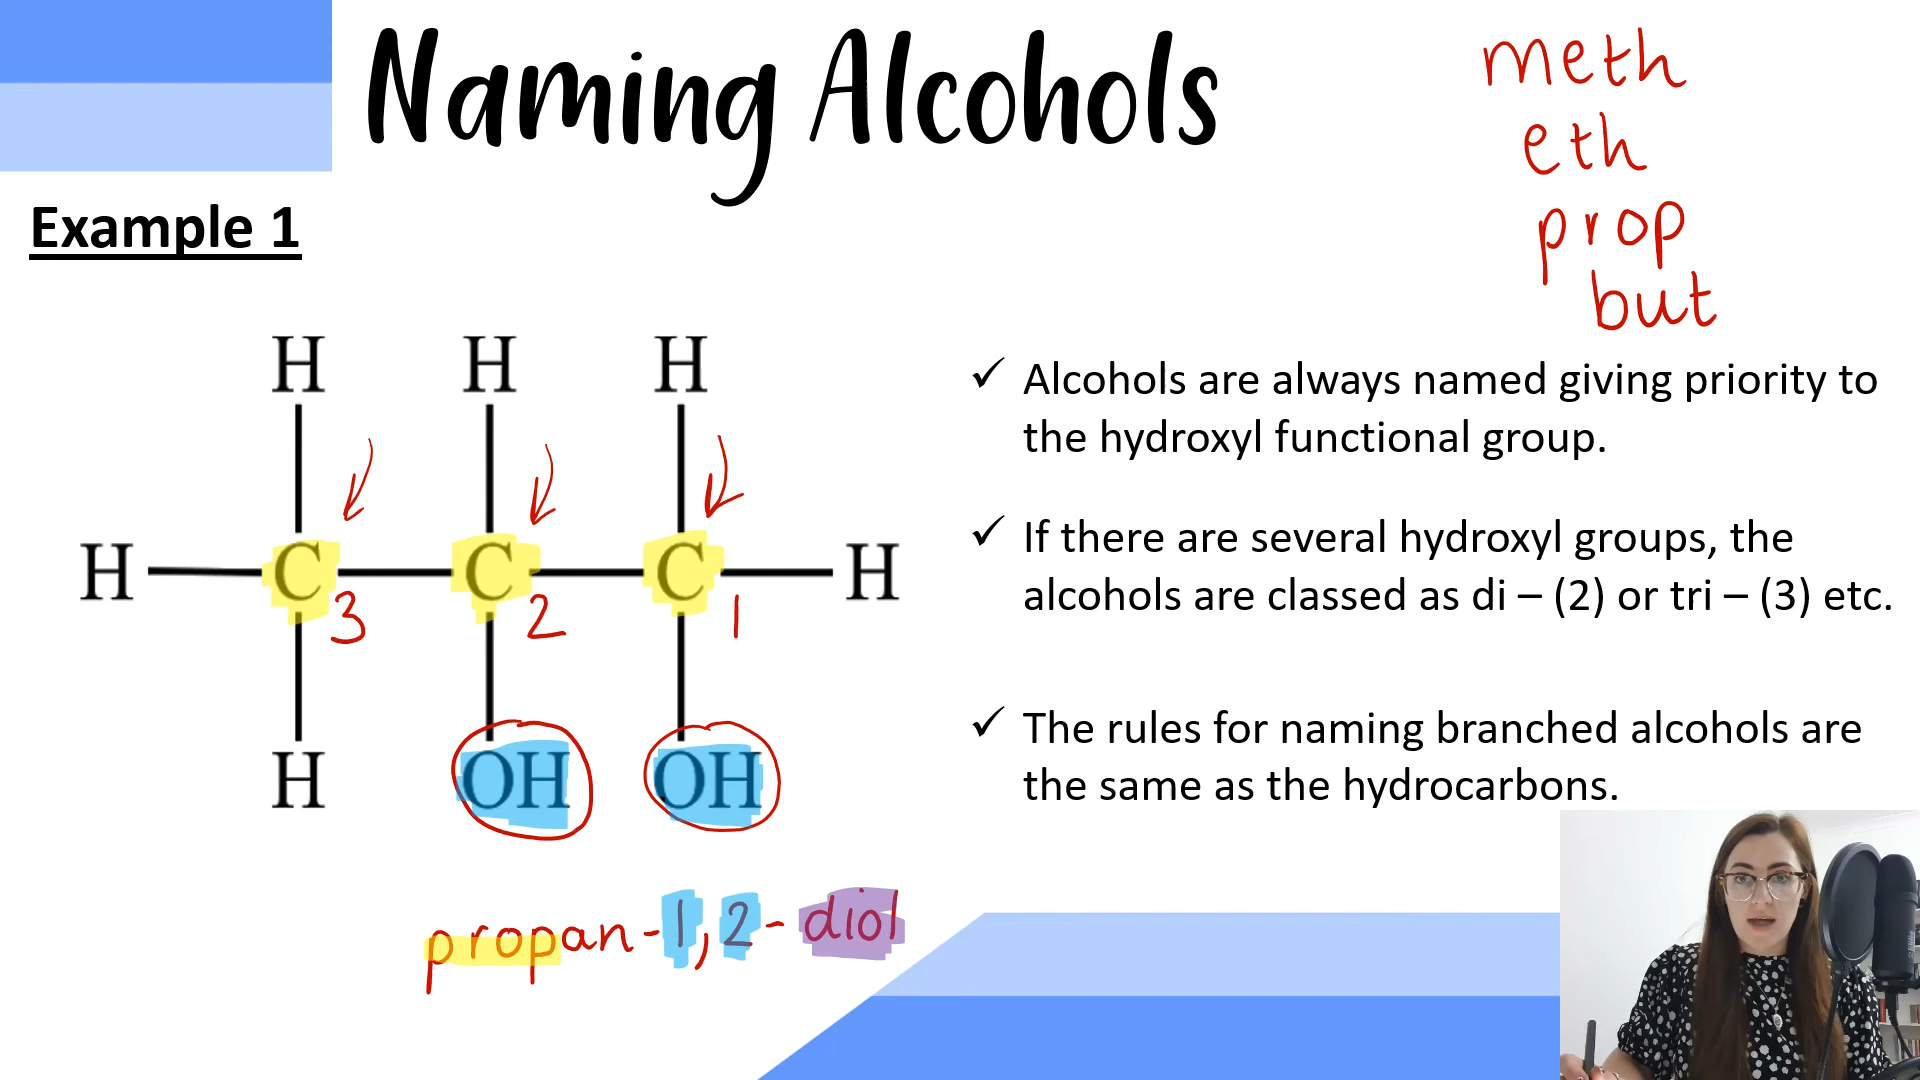 Naming Alcohols
meth
eth
prop
but
Example 1
H H H
H C C C H
3 2 1
H OH OH
propan-1,2-diol
✓ Alcohols are always named giving priority to
the hydroxyl functional group.
✓ If there are several hydroxyl groups, the
alcohols are classed as di – (2) or tri – (3) etc.
✓ The rules for naming branched alcohols are
the same as the hydrocarbons.